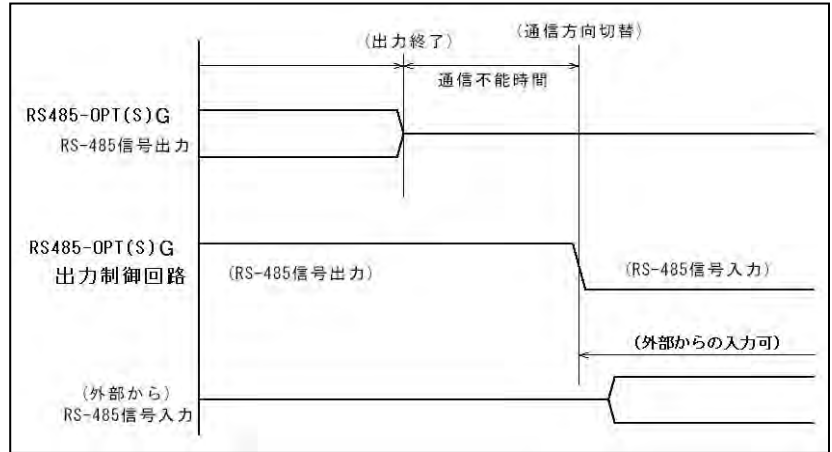 (出力終了)
(通信方向切替)
通信不能時間
RS485-OPT(S)G
RS-485信号出力
RS485-OPT(S)G
出力制御回路
(RS-485信号出力)
(RS-485信号入力)
(外部からの入力可)
(外部から)
RS-485信号入力